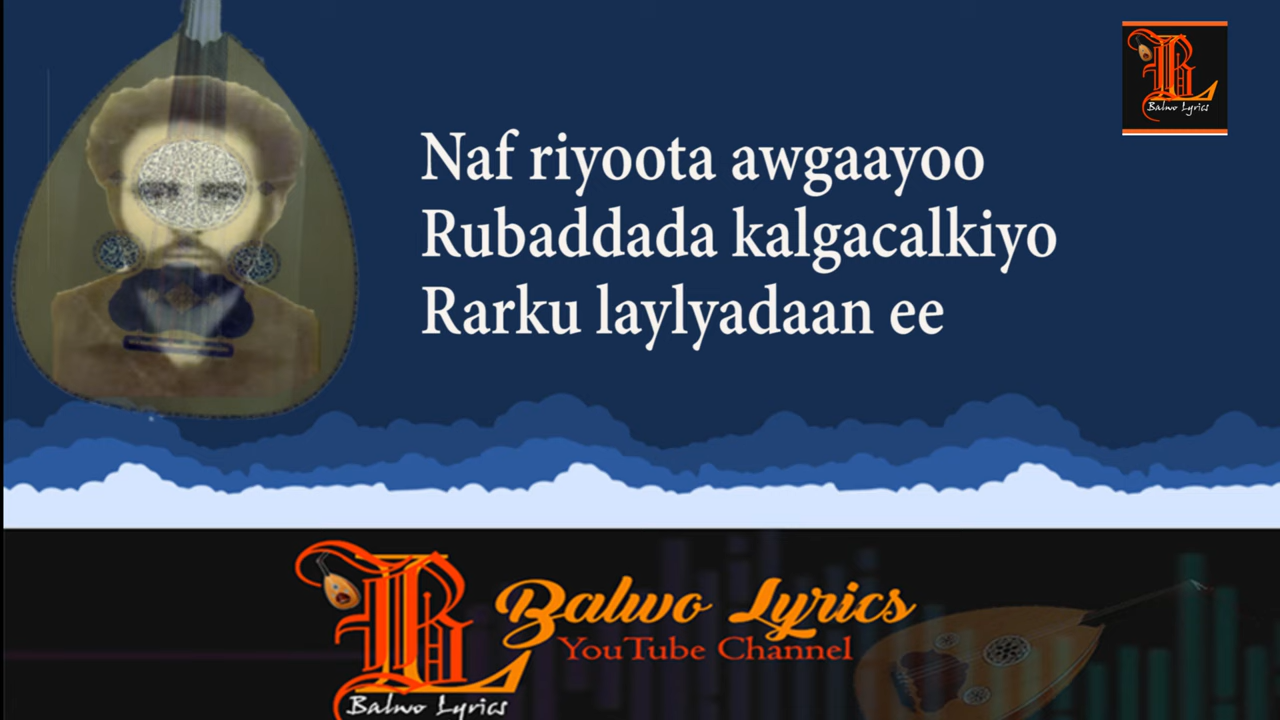 Balwo Lyrics
Naf riyoota awgaayoo
Rubaddada kalgacalkiyo
Rarku laylyadaan ee
Balwo Lyrics
YouTube Channel
Balwo Lyrics